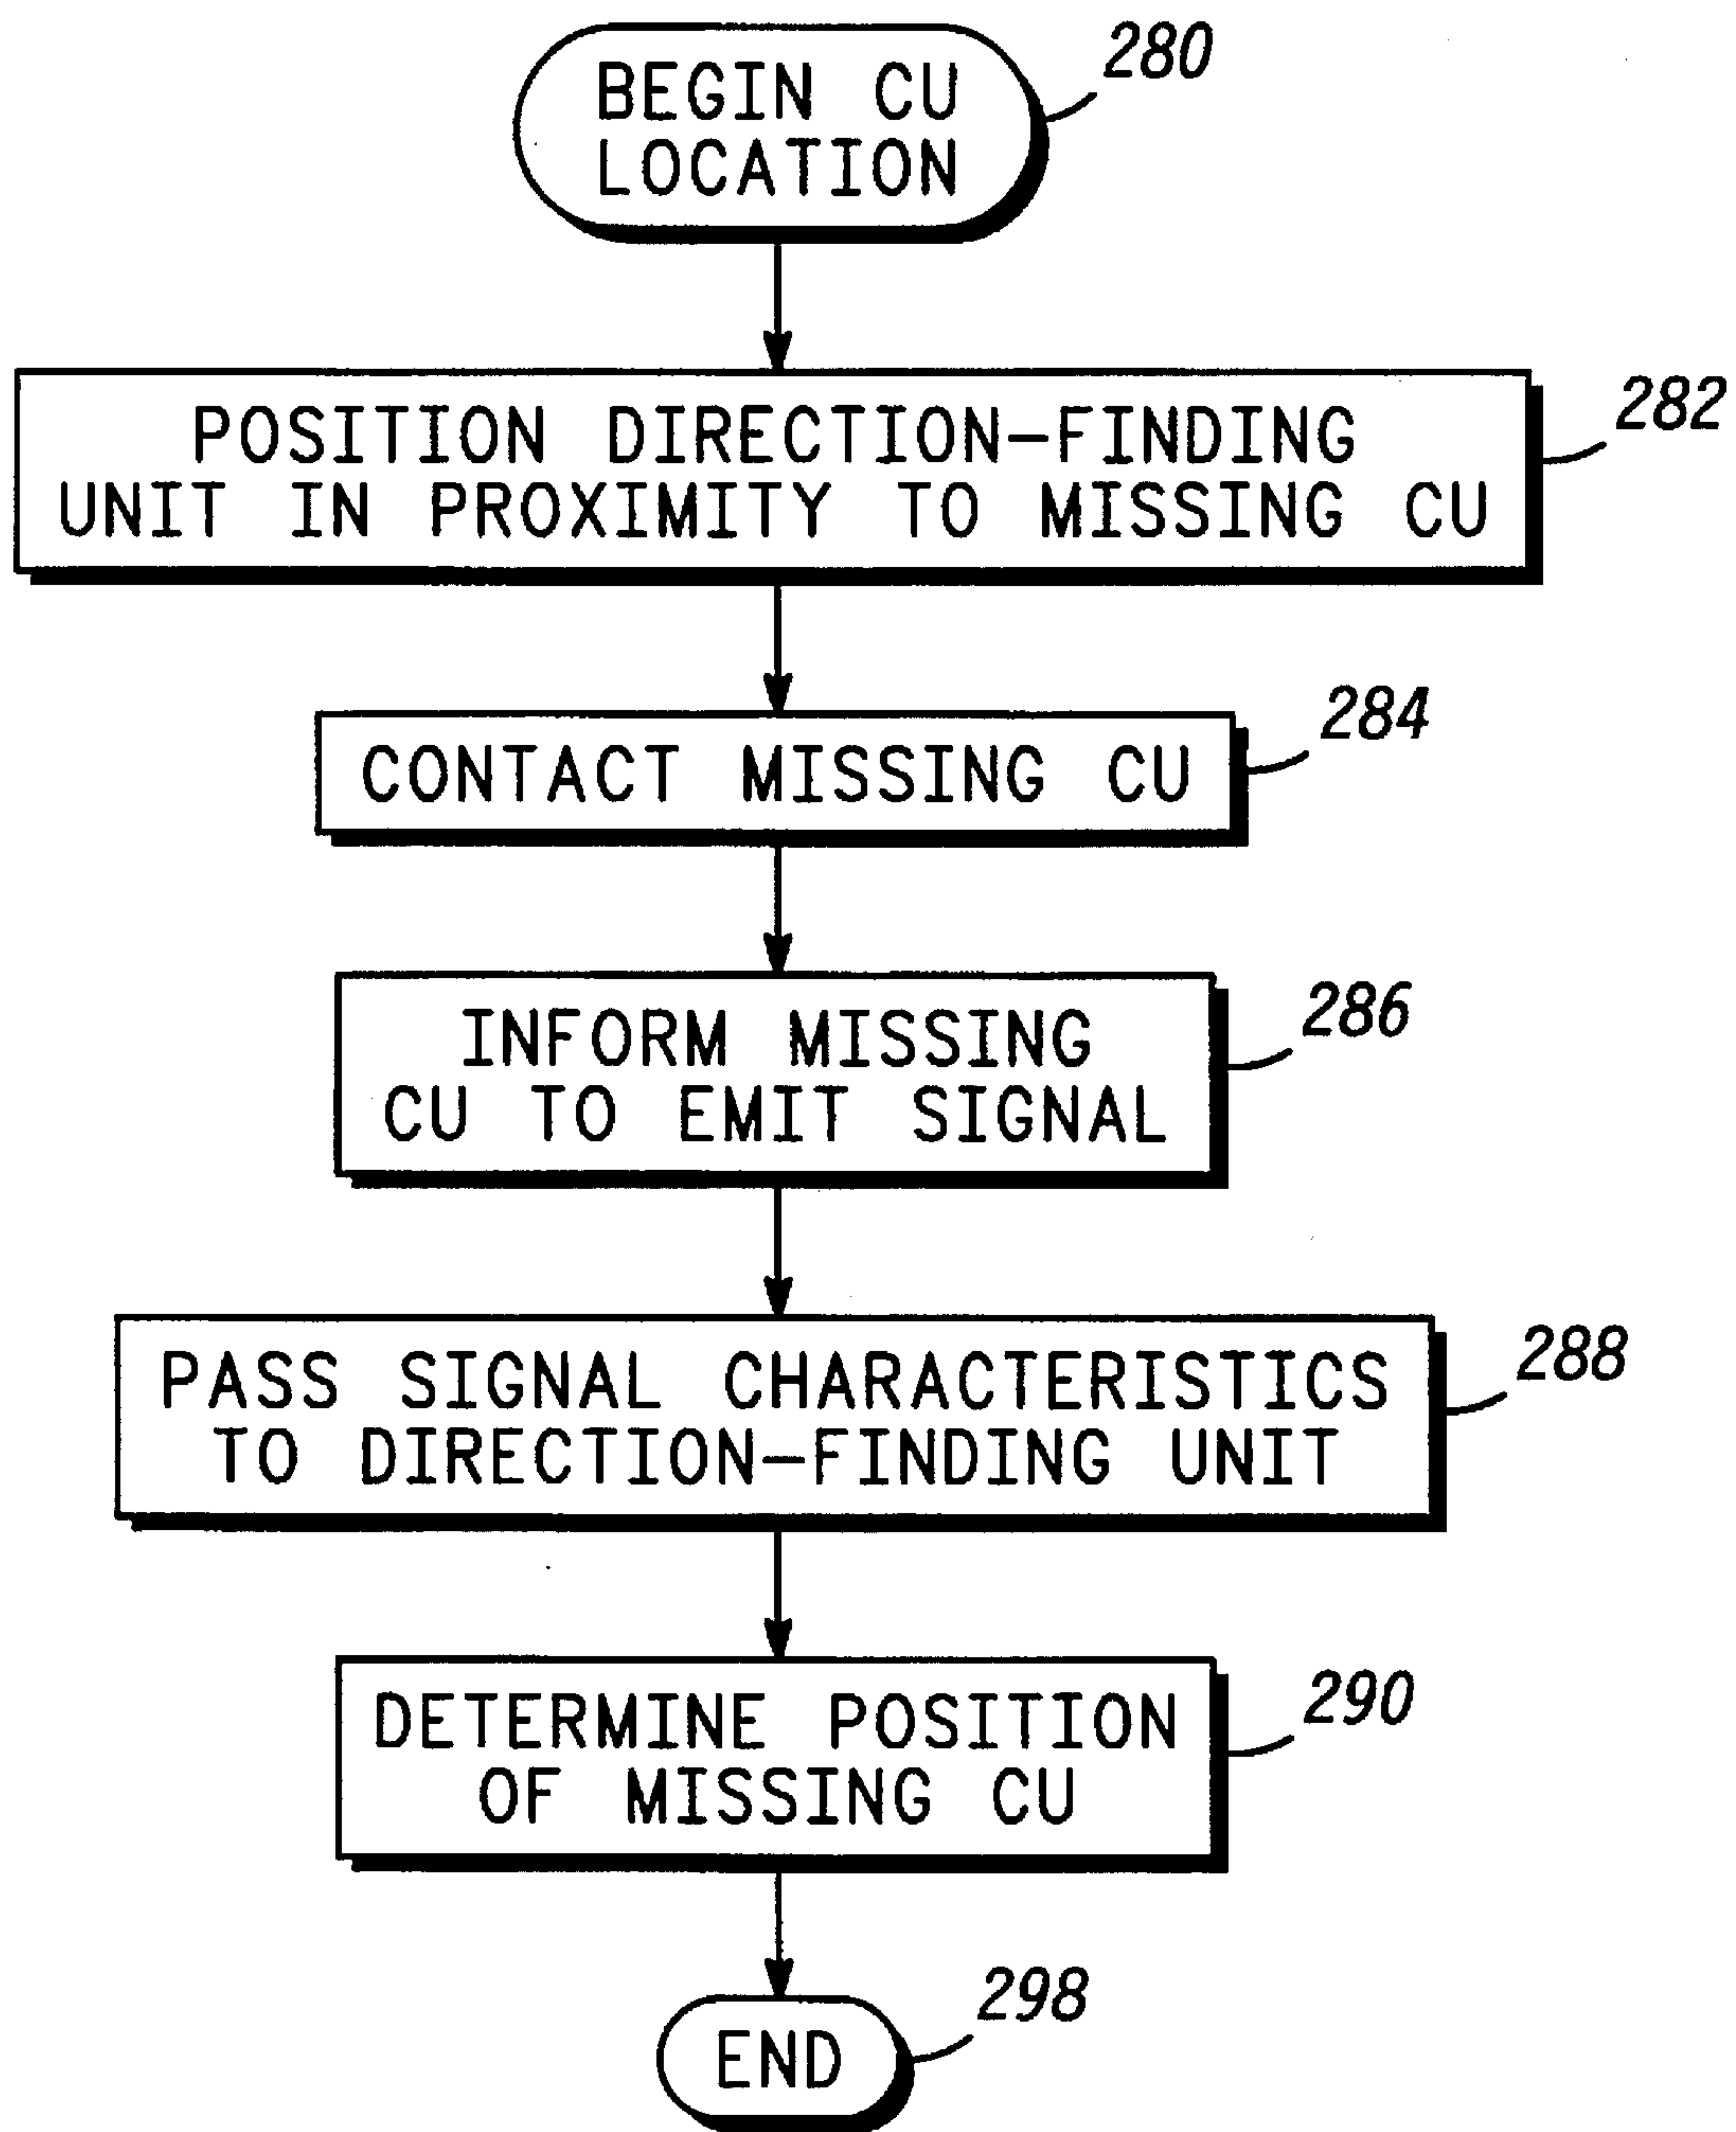 BEGIN CU
LOCATION
280
POSITION DIRECTION-FINDING
UNIT IN PROXIMITY TO MISSING CU
282
CONTACT MISSING CU
284
INFORM MISSING
CU TO EMIT SIGNAL
286
PASS SIGNAL CHARACTERISTICS
TO DIRECTION-FINDING UNIT
288
DETERMINE POSITION
OF MISSING CU
290
END
298